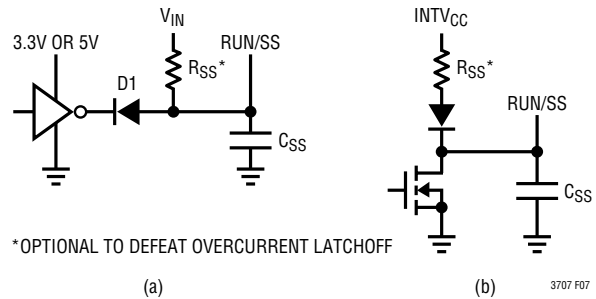 V_IN
INTV_CC
3.3V OR 5V
RUN/SS
D1
R_SS*
R_SS*
RUN/SS
C_SS
C_SS
*OPTIONAL TO DEFEAT OVERCURRENT LATCHOFF
(a)
(b)
3707 F07